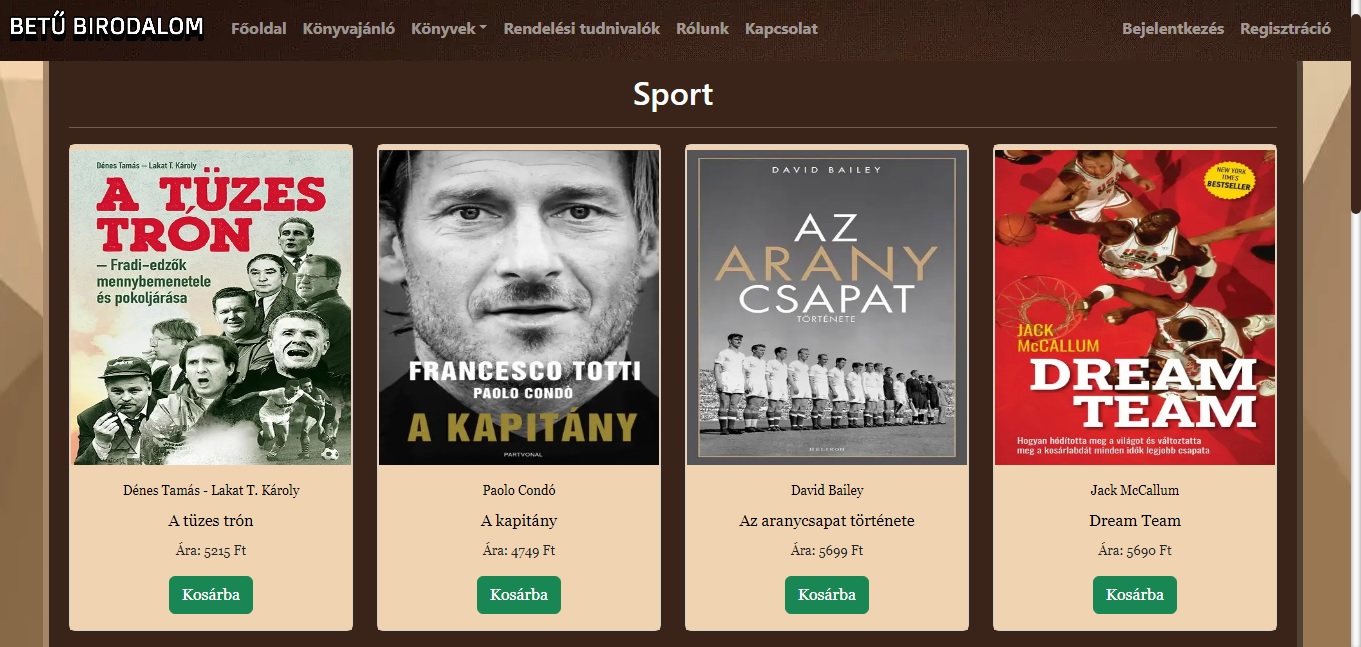 BETŰ BIRODALOM
Főoldal Könyvajánló Könyvek Rendelési tudnivalók Rólunk Kapcsolat Bejelentkezés Regisztráció
Sport
Dénes Tamás – Lakat T. Károly
A TÜZES
TRÓN
– Fradi-edzők
mennybemenetele
és pokoljárása
Dénes Tamás - Lakat T. Károly
A tüzes trón
Ára: 5215 Ft
Kosárba
FRANCESCO TOTTI
PAOLO CONDÓ
A KAPITÁNY
PARTVONAL
Paolo Condó
A kapitány
Ára: 4749 Ft
Kosárba
DAVID BAILEY
AZ
ARANY
CSAPAT
TÖRTÉNETE
HELIKON
David Bailey
Az aranycsapat története
Ára: 5699 Ft
Kosárba
NEW YORK
TIMES
BESTSELLER
USA
USA
JACK
McCALLUM
DREAM
TEAM
Hogyan hódította meg a világot és változtatta
meg a kosárlabdát minden idők legjobb csapata
Jack McCallum
Dream Team
Ára: 5690 Ft
Kosárba